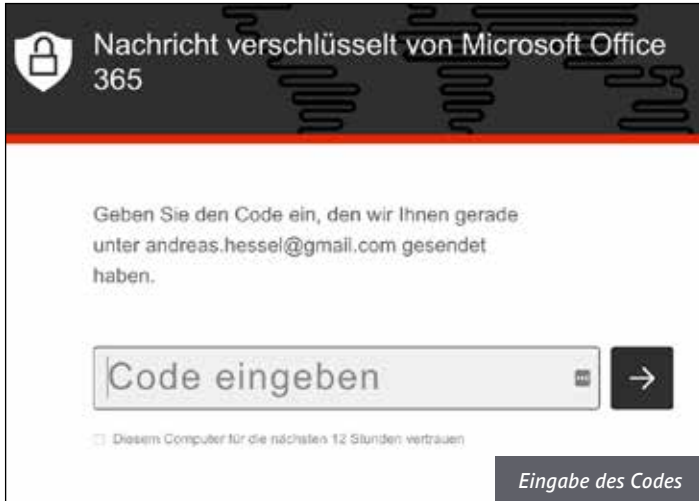 Nachricht verschlüsselt von Microsoft Office
365
Geben Sie den Code ein, den wir Ihnen gerade
unter andreas.hessel@gmail.com gesendet
haben.
Code eingeben
Diesem Computer für die nächsten 12 Stunden vertrauen
Eingabe des Codes